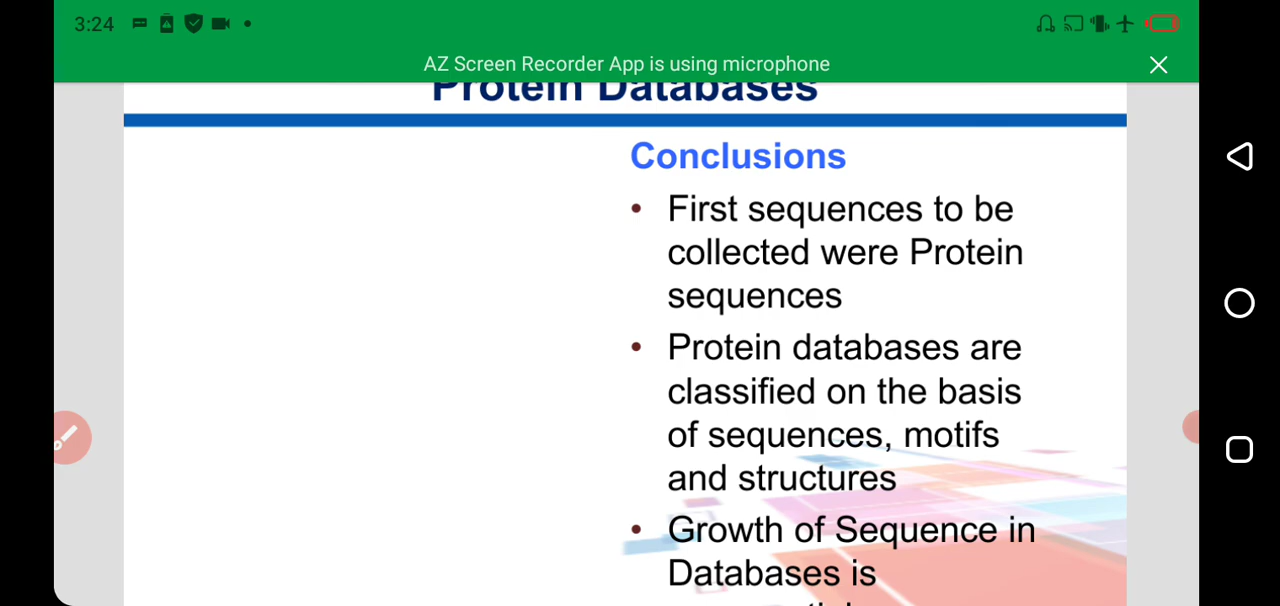 3:24
AZ Screen Recorder App is using microphone
Protein Databases
Conclusions
• First sequences to be
collected were Protein
sequences
• Protein databases are
classified on the basis
of sequences, motifs
and structures
• Growth of Sequence in
Databases is